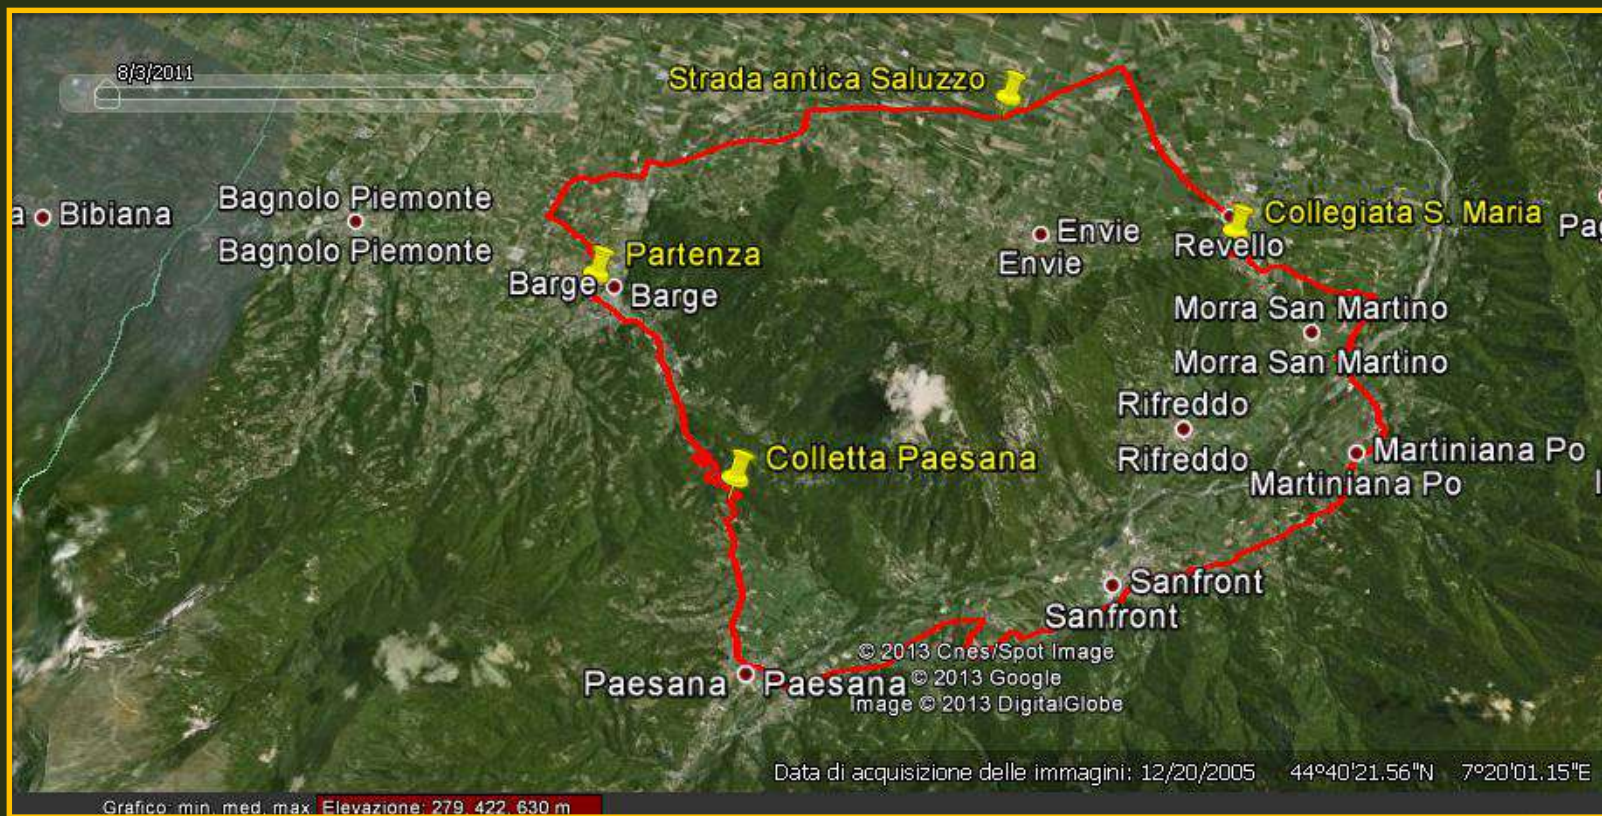 8/3/2011
Strada antica Saluzzo
a
Bibiana
Bagnolo Piemonte
Bagnolo Piemonte
Collegiata S. Maria
Revello
Envie
Envie
Partenza
Barge
Barge
Morra San Martino
Morra San Martino
Rifreddo
Rifreddo
Colletta Paesana
Martiniana Po
Martiniana Po
Sanfront
Sanfront
Paesana
Paesana
© 2013 Cnes/Spot Image
© 2013 Google
Image © 2013 DigitalGlobe
Data di acquisizione delle immagini: 12/20/2005 44°40'21.56"N 7°20'01.15"E
Grafico: min, med, max Elevazione: 279, 422, 630 m